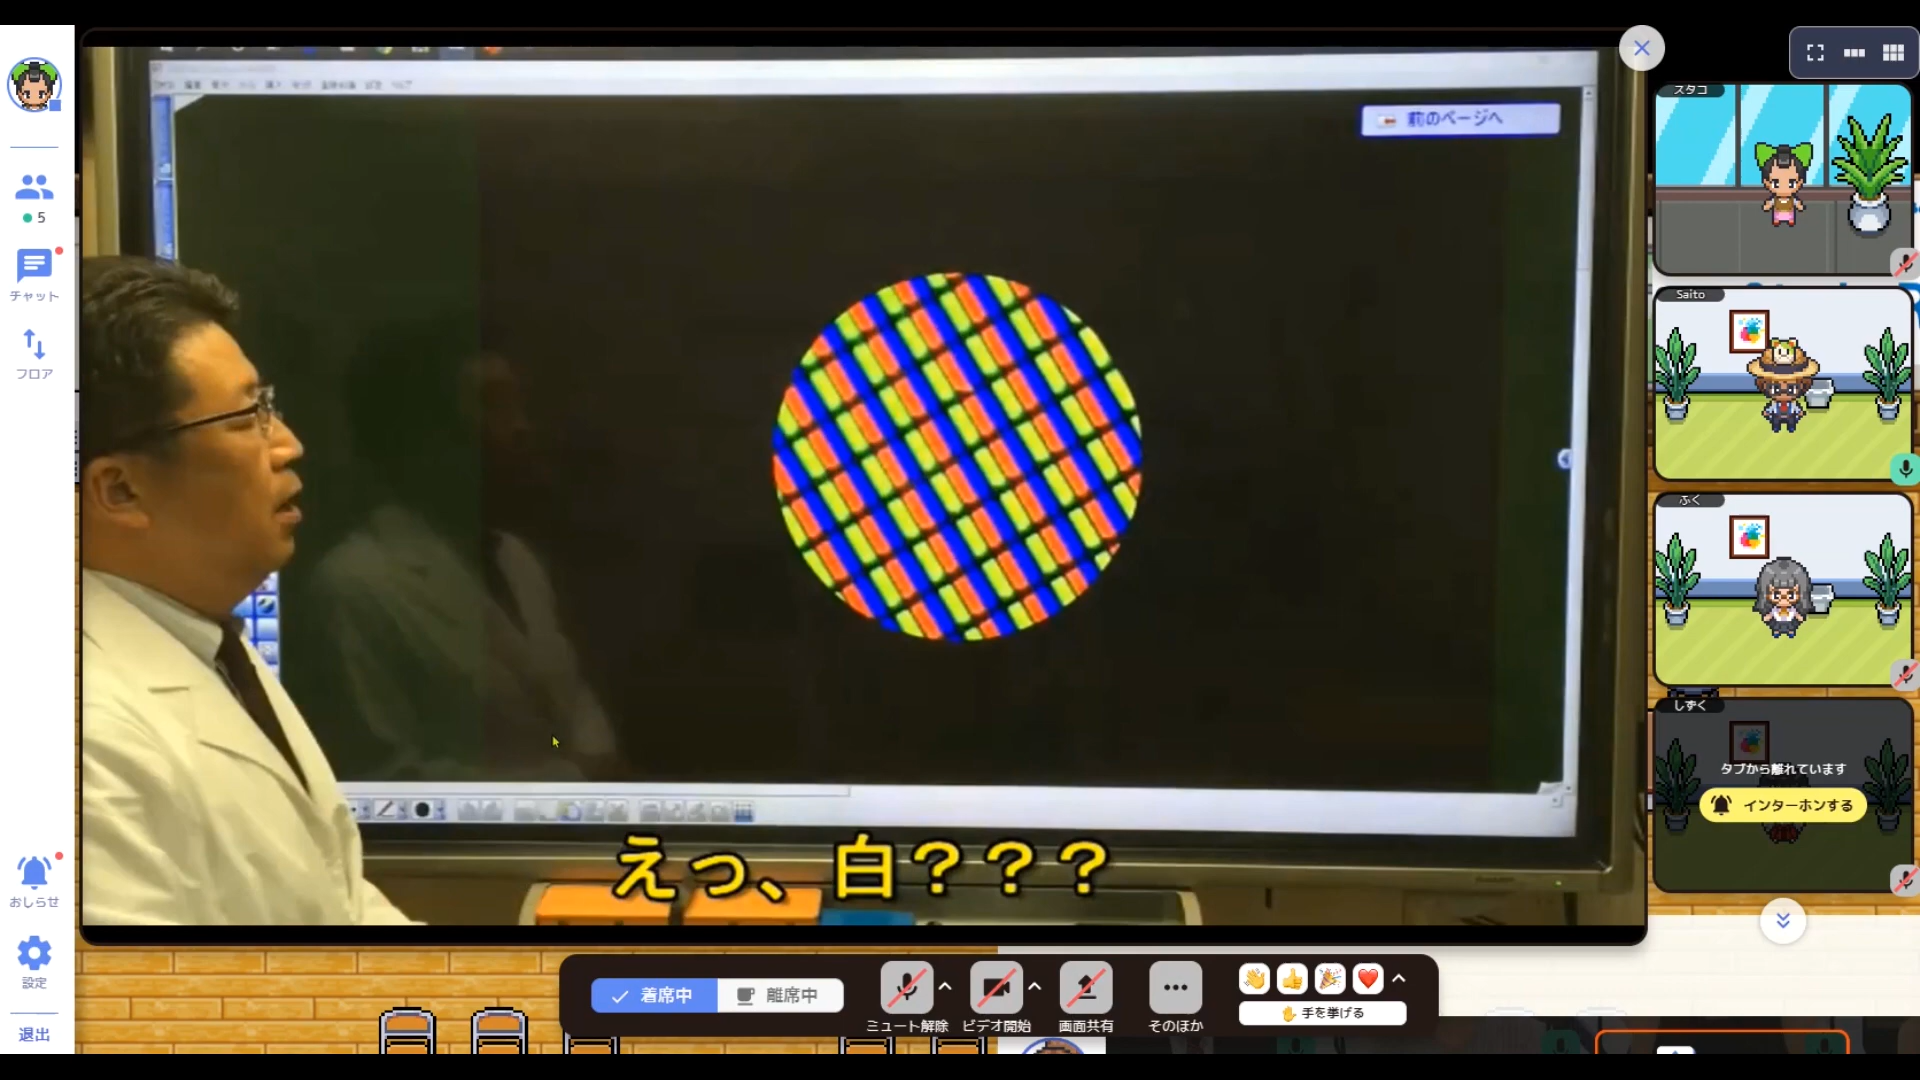 5
チャット
フロア
おしらせ
設定
退出
前のページへ
えっ、白？？？
スタコ
Saito
ふく
しずく
タブから離れています
インターホンする
着席中
離席中
ミュート解除
ビデオ開始
画面共有
そのほか
手を挙げる